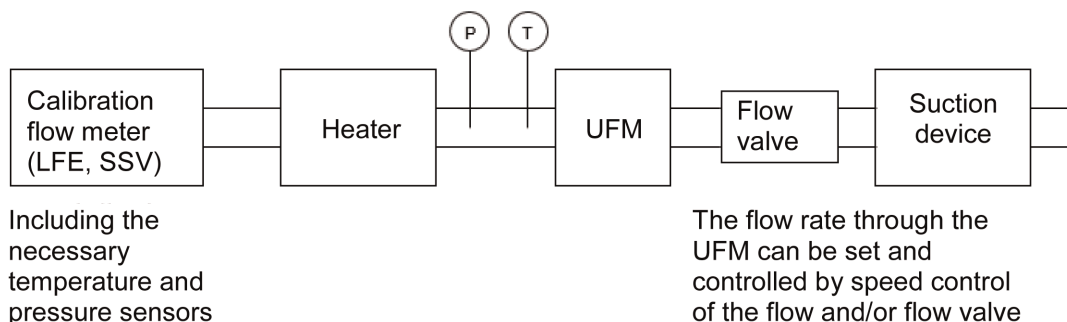 P T
Calibration
flow meter
(LFE, SSV)
Heater
UFM
Flow
valve
Suction
device
Including the
necessary
temperature and
pressure sensors
The flow rate through the
UFM can be set and
controlled by speed control
of the flow and/or flow valve